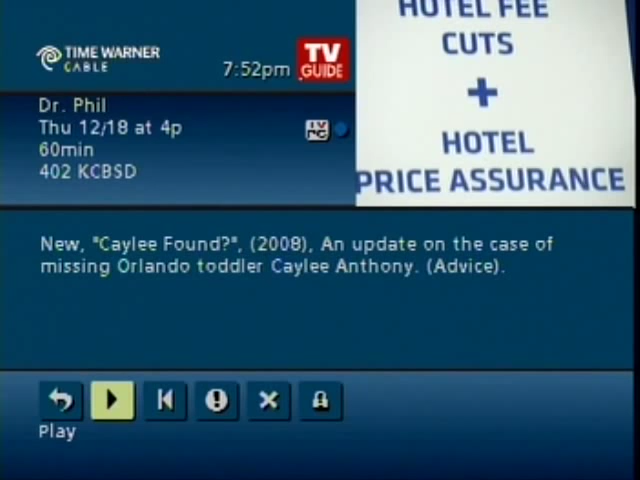 HOTEL FEE
CUTS
+
HOTEL
PRICE ASSURANCE
TIME WARNER
CABLE
7:52pm
TV
GUIDE
Dr. Phil
Thu 12/18 at 4p
60min
402 KCBSD
TV
PG
New, "Caylee Found?", (2008), An update on the case of
missing Orlando toddler Caylee Anthony. (Advice).
Play